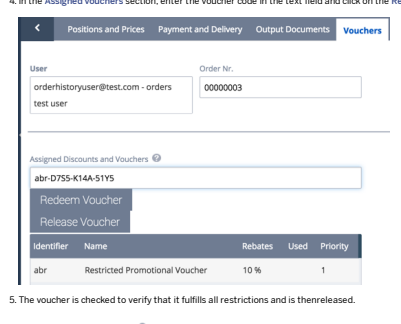 4. In the Assigned vouchers section, enter the voucher code in the text field and click on the Re
Positions and Prices Payment and Delivery Output Documents Vouchers
User Order Nr.
orderhistoryuser@test.com - orders 00000003
test user
Assigned Discounts and Vouchers
abr-D7S5-K14A-51Y5
Redeem Voucher
Release Voucher
Identifier Name Rebates Used Priority
abr Restricted Promotional Voucher 10 % 1
5. The voucher is checked to verify that it fulfills all restrictions and is thenreleased.